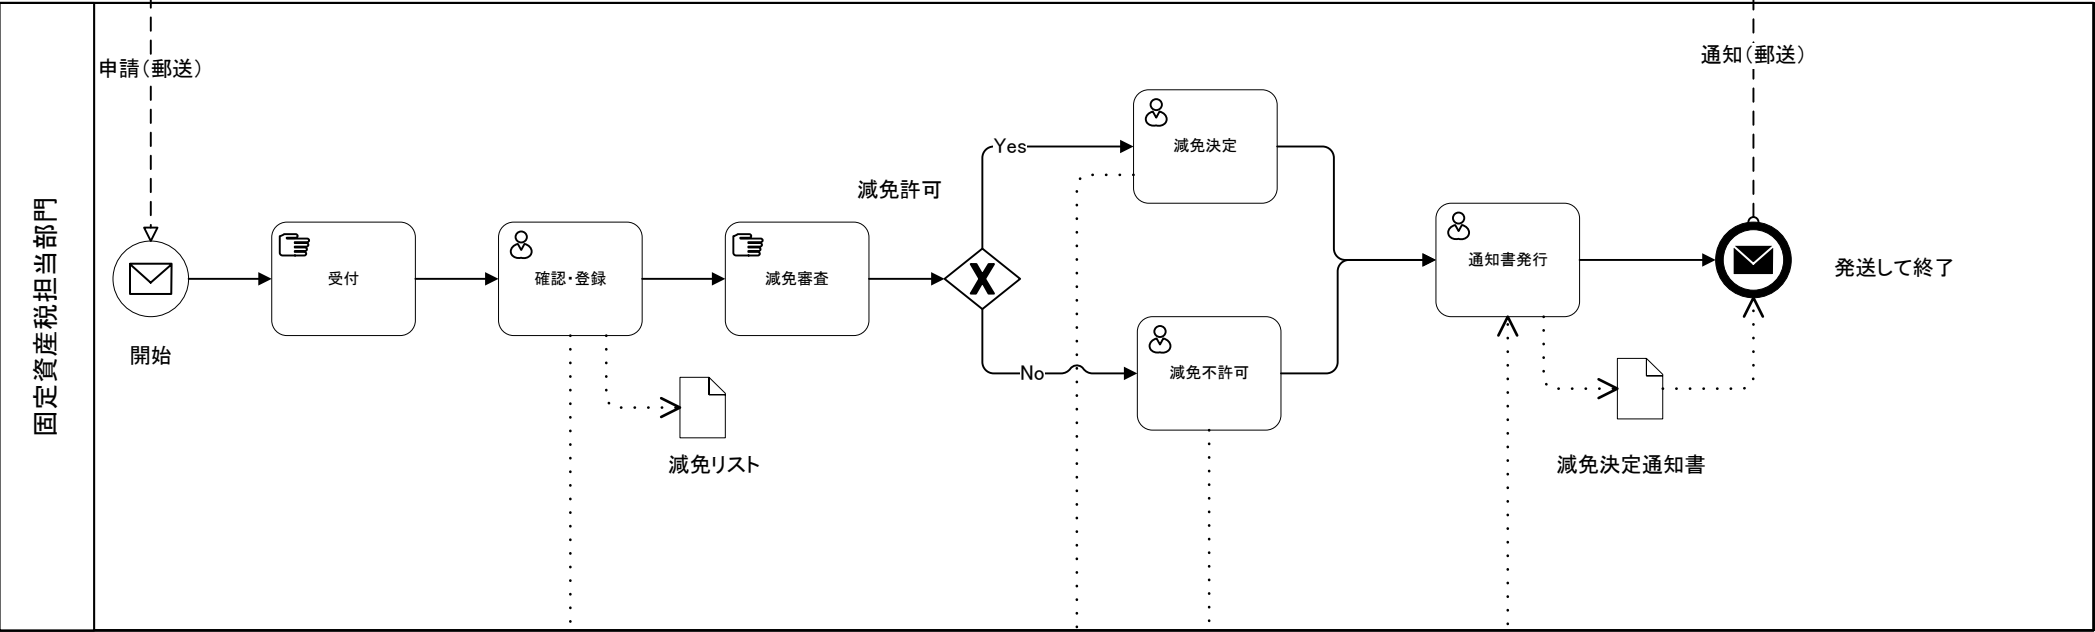 固定資産税担当部門
申請(郵送)
開始
受付
確認・登録
減免リスト
減免審査
減免許可
Yes
No
減免決定
減免不許可
通知書発行
減免決定通知書
通知(郵送)
発送して終了